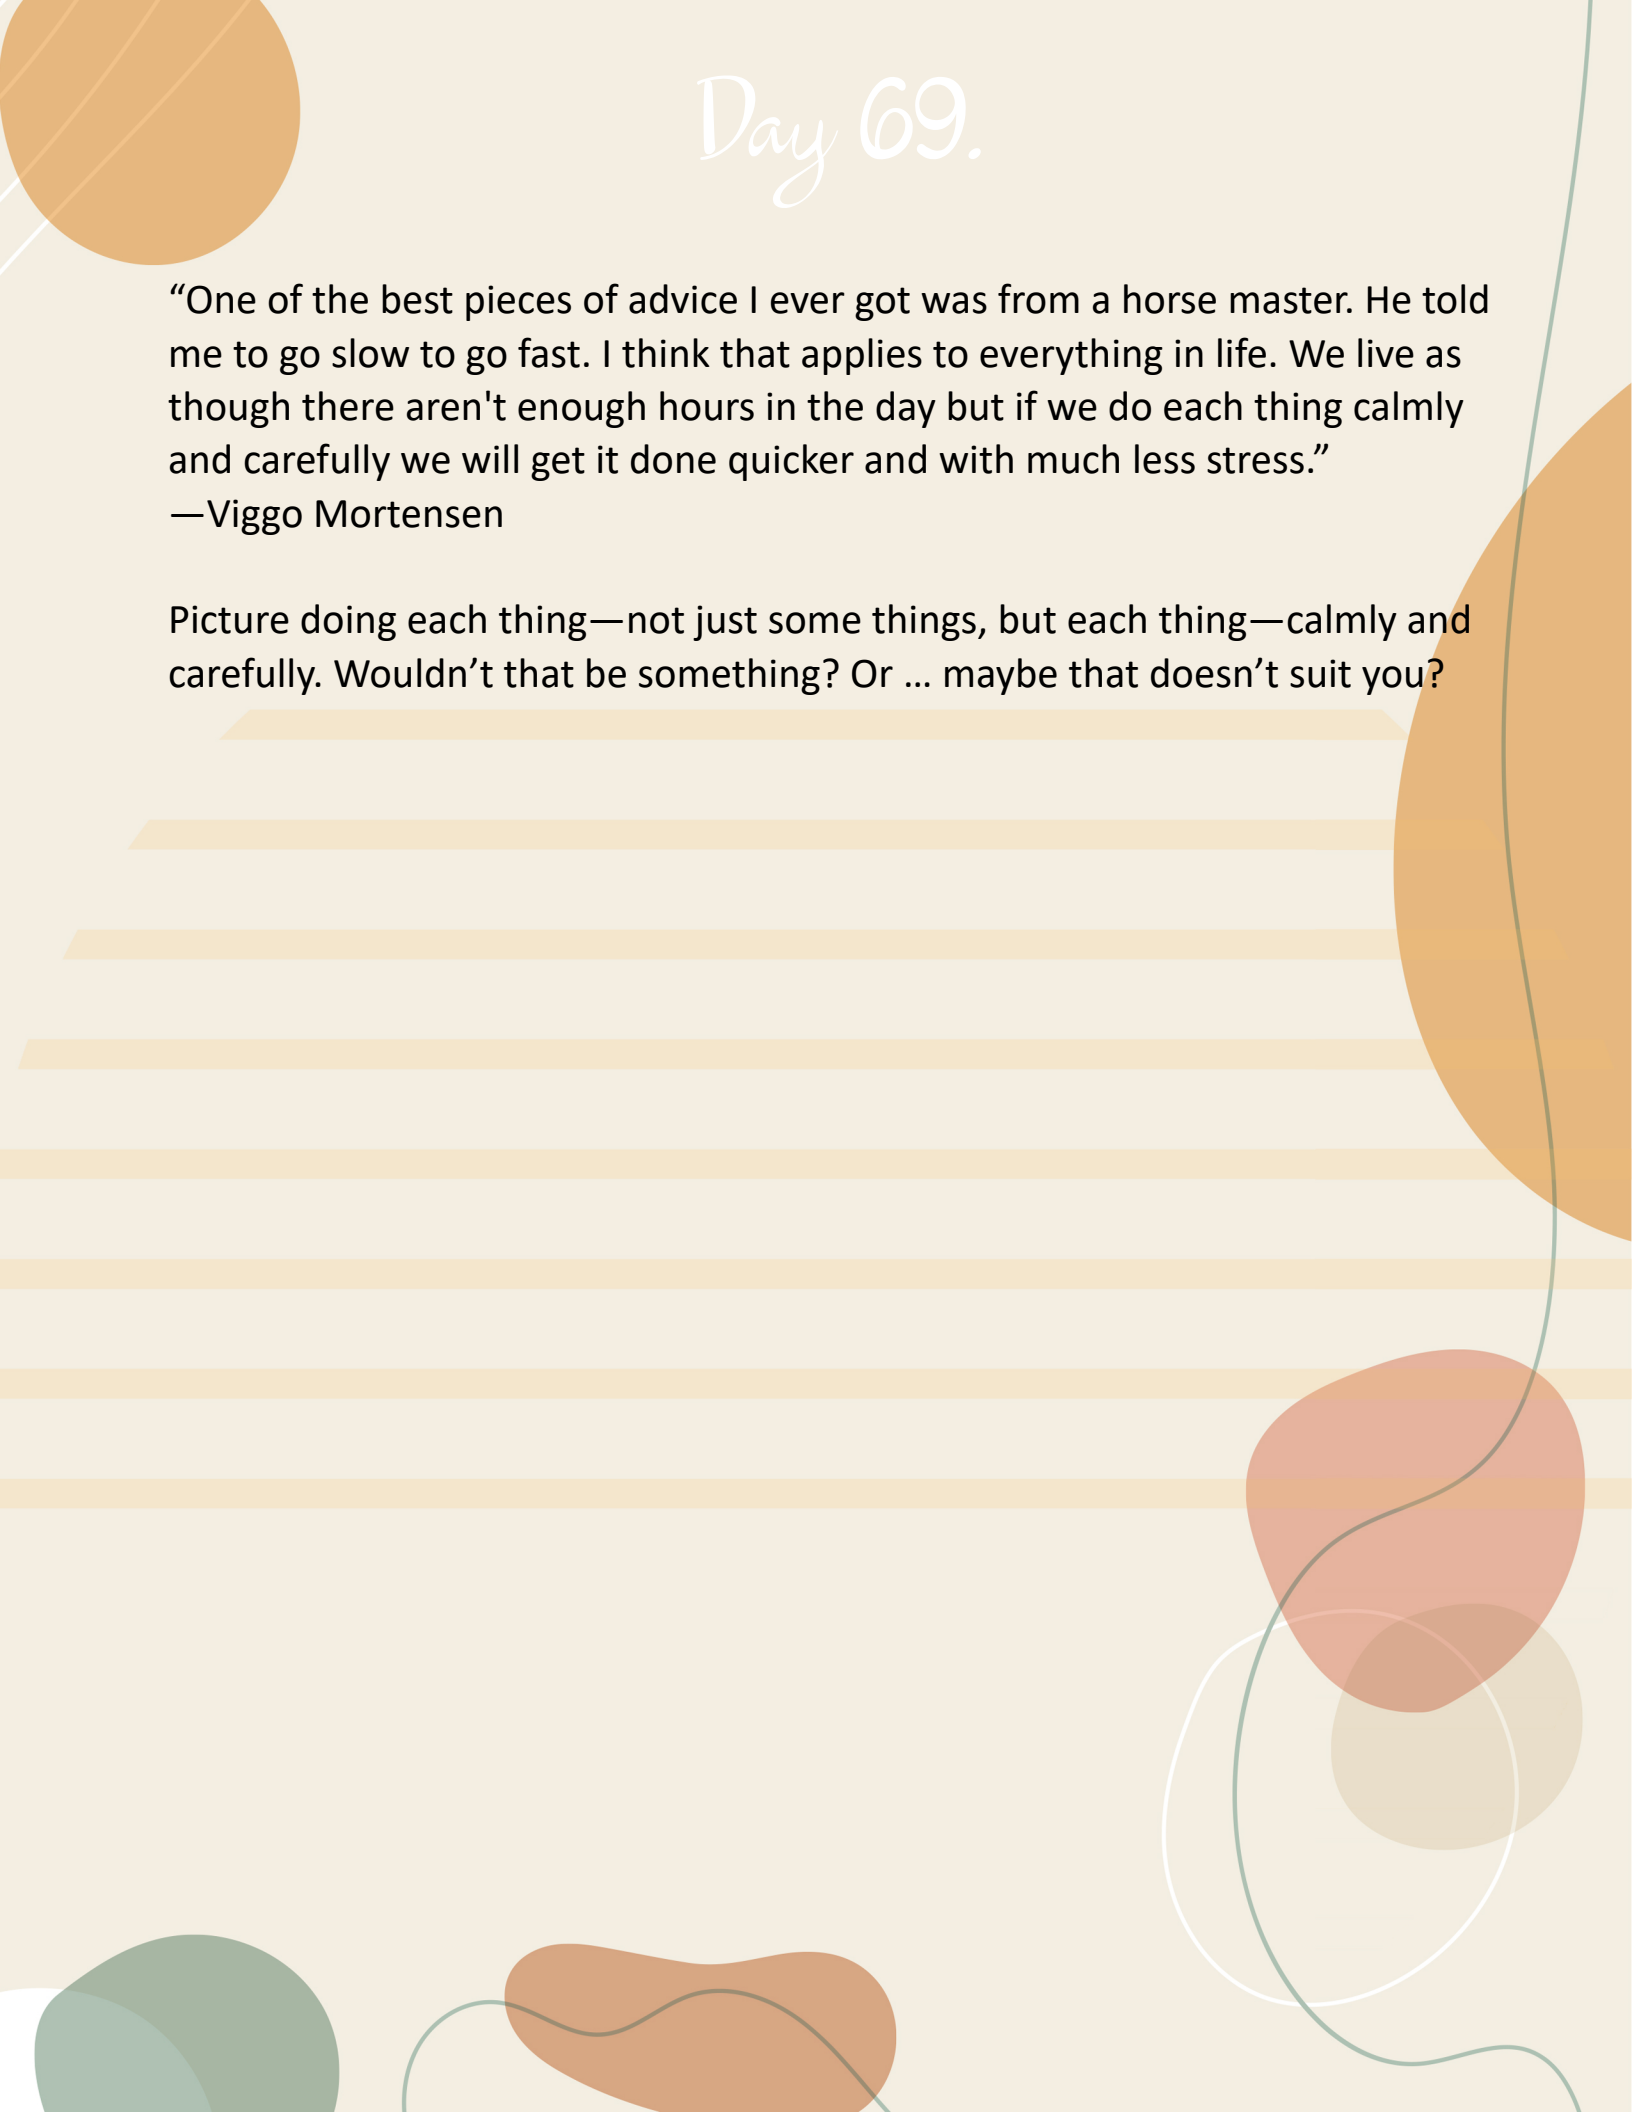 Day 69.
“One of the best pieces of advice I ever got was from a horse master. He told
me to go slow to go fast. I think that applies to everything in life. We live as
though there aren't enough hours in the day but if we do each thing calmly
and carefully we will get it done quicker and with much less stress.”
—Viggo Mortensen
Picture doing each thing—not just some things, but each thing—calmly and
carefully. Wouldn’t that be something? Or … maybe that doesn’t suit you?